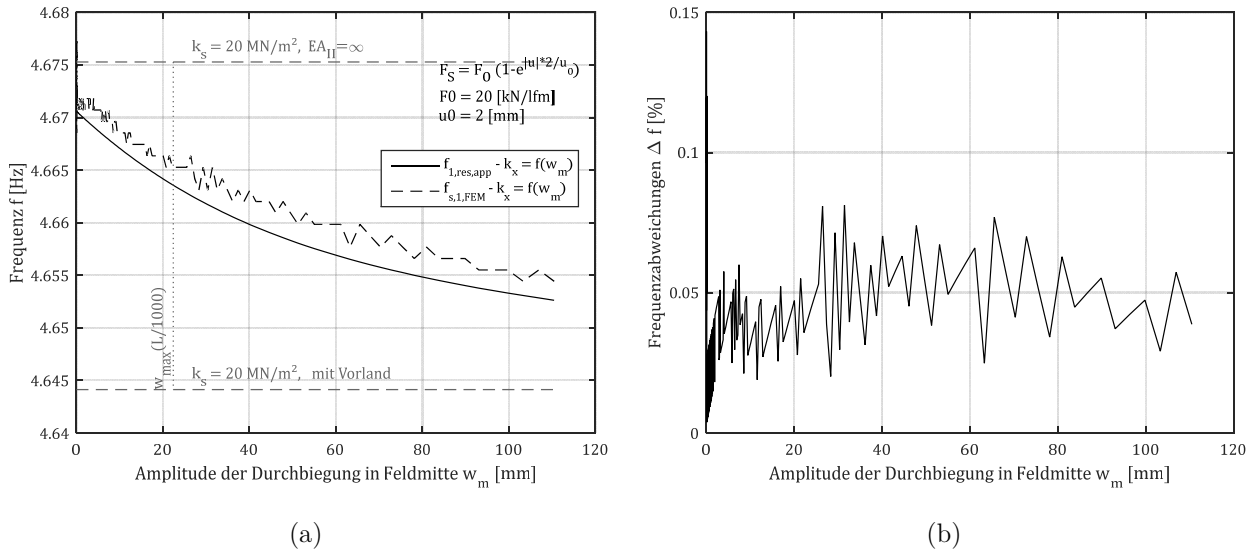 4.68
4.675
4.67
4.665
4.66
4.655
4.65
4.645
4.64
Frequenz f [Hz]
0 20 40 60 80 100 120
Amplitude der Durchbiegung in Feldmitte w_m [mm]
k_s = 20 MN/m², EA_II=∞
F_S = F_0 (1-e^|u|*2/u_0)
F0 = 20 [kN/lfm]
u0 = 2 [mm]
f_1,res,app - k_x = f(w_m)
f_s,1,FEM - k_x = f(w_m)
w_max (L/1000)
k_s = 20 MN/m², mit Vorland
(a)
0.15
0.1
0.05
0
Frequenzabweichungen Δ f [%]
0 20 40 60 80 100 120
Amplitude der Durchbiegung in Feldmitte w_m [mm]
(b)